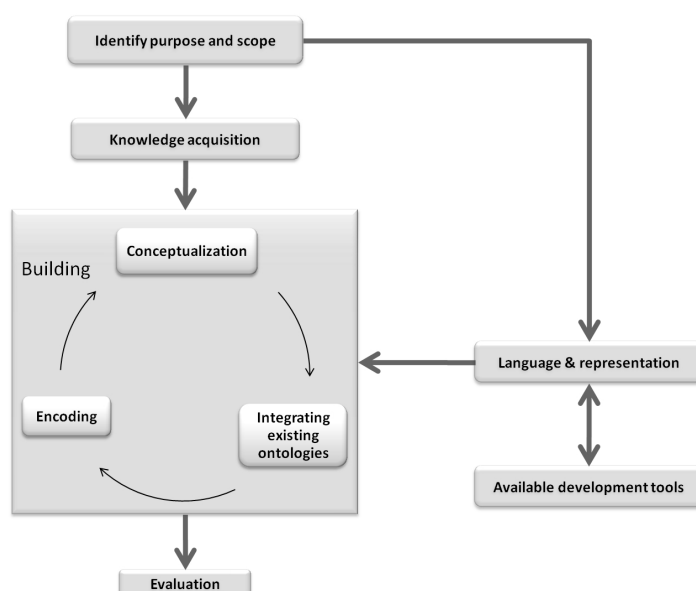 Identify purpose and scope
Knowledge acquisition
Conceptualization
Building
Language & representation
Encoding
Integrating
existing
ontologies
Available development tools
Evaluation